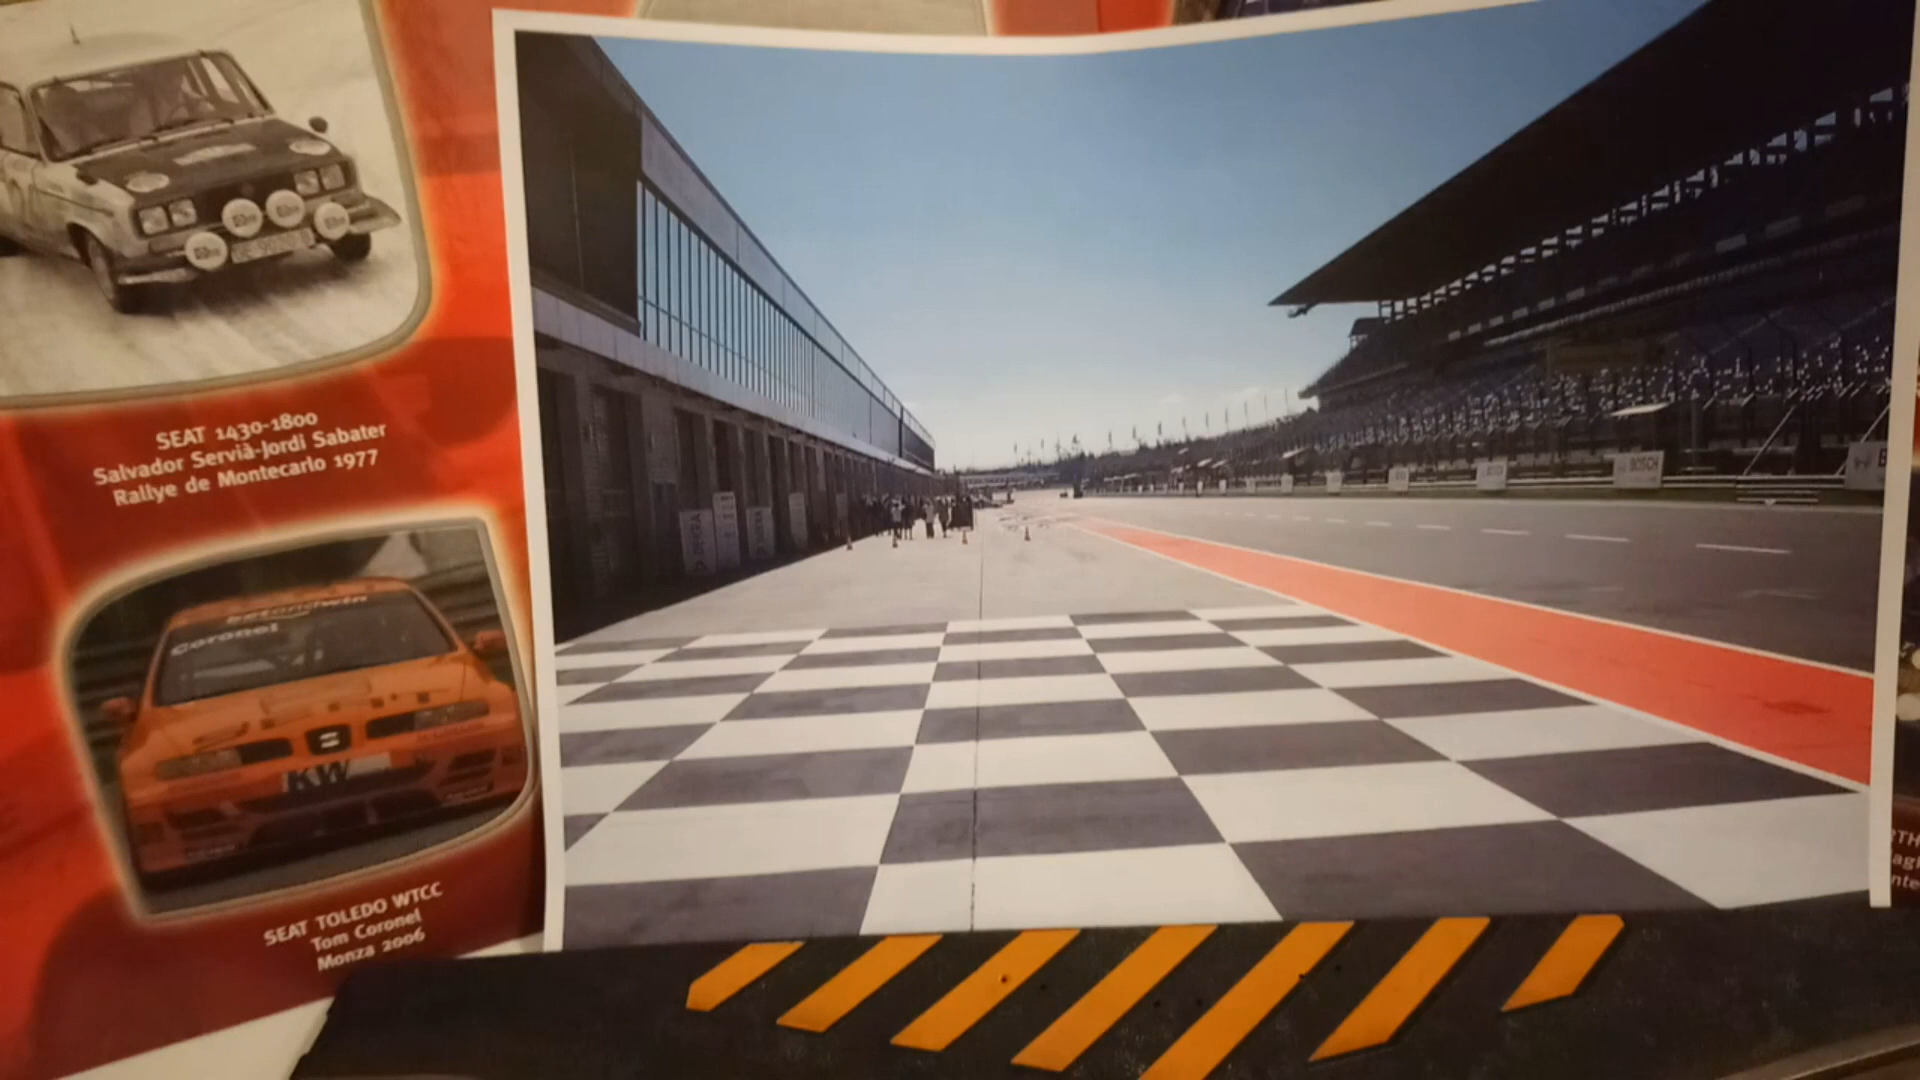 SEAT 1430-1800
Salvador Servià-Jordi Sabater
Rallye de Montecarlo 1977
Coronel
KW
SEAT TOLEDO WTCC
Tom Coronel
Monza 2006
BOSCH